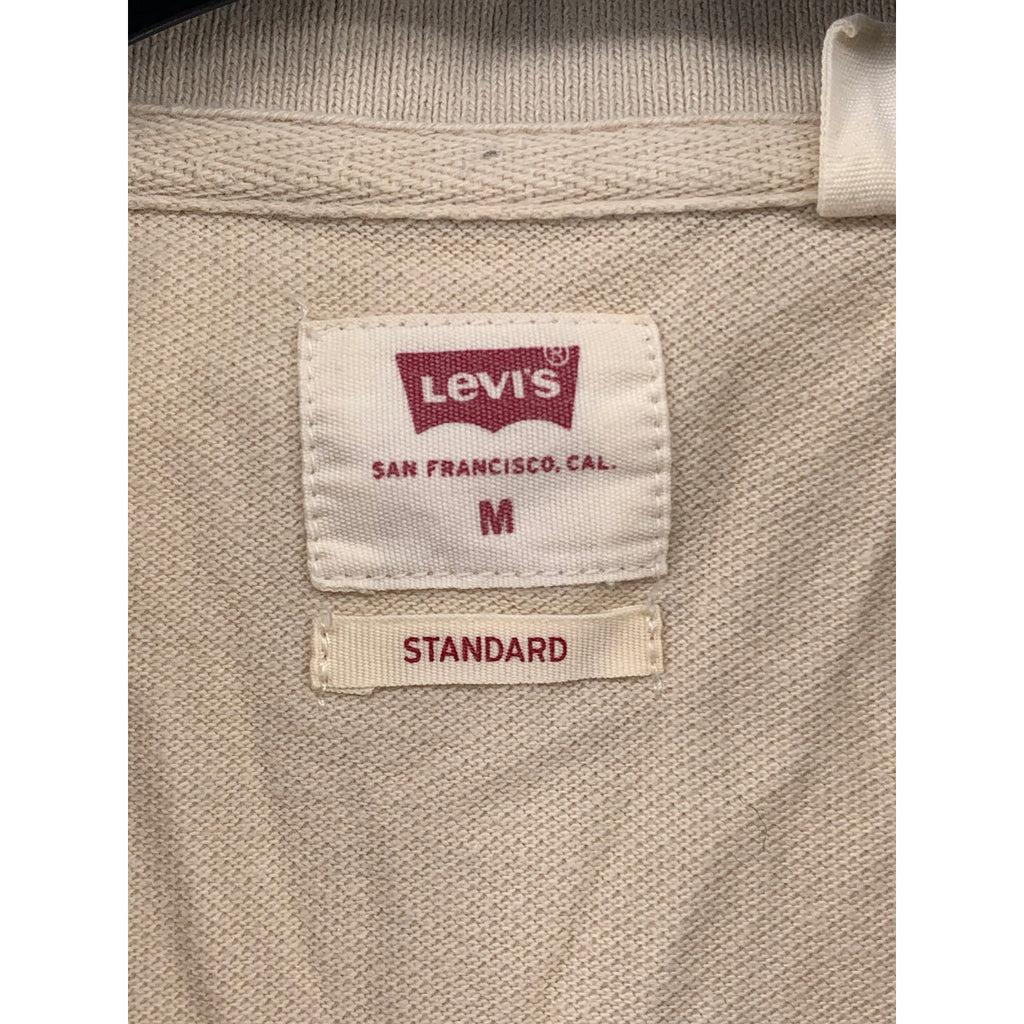 Levi's®
SAN FRANCISCO, CAL.
M
STANDARD